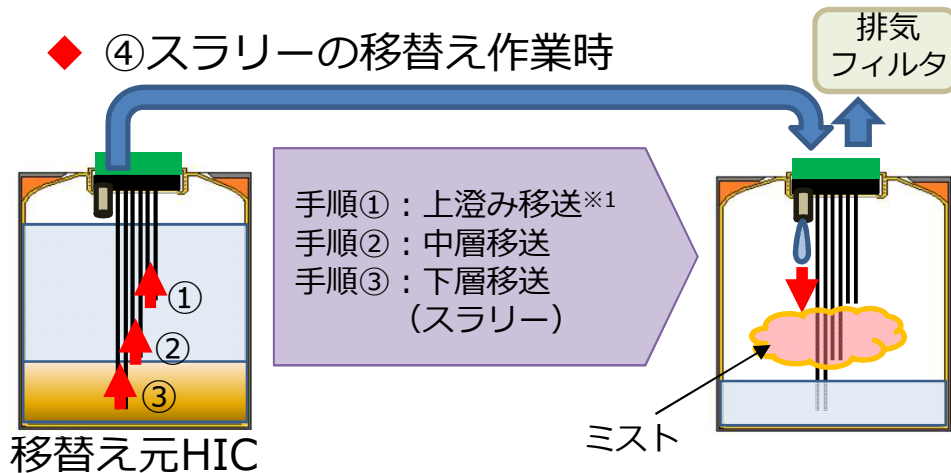 ◆ ④スラリーの移替え作業時
排気
フィルタ
手順①：上澄み移送※1
手順②：中層移送
手順③：下層移送
（スラリー）
①
②
③
ミスト
移替え元HIC